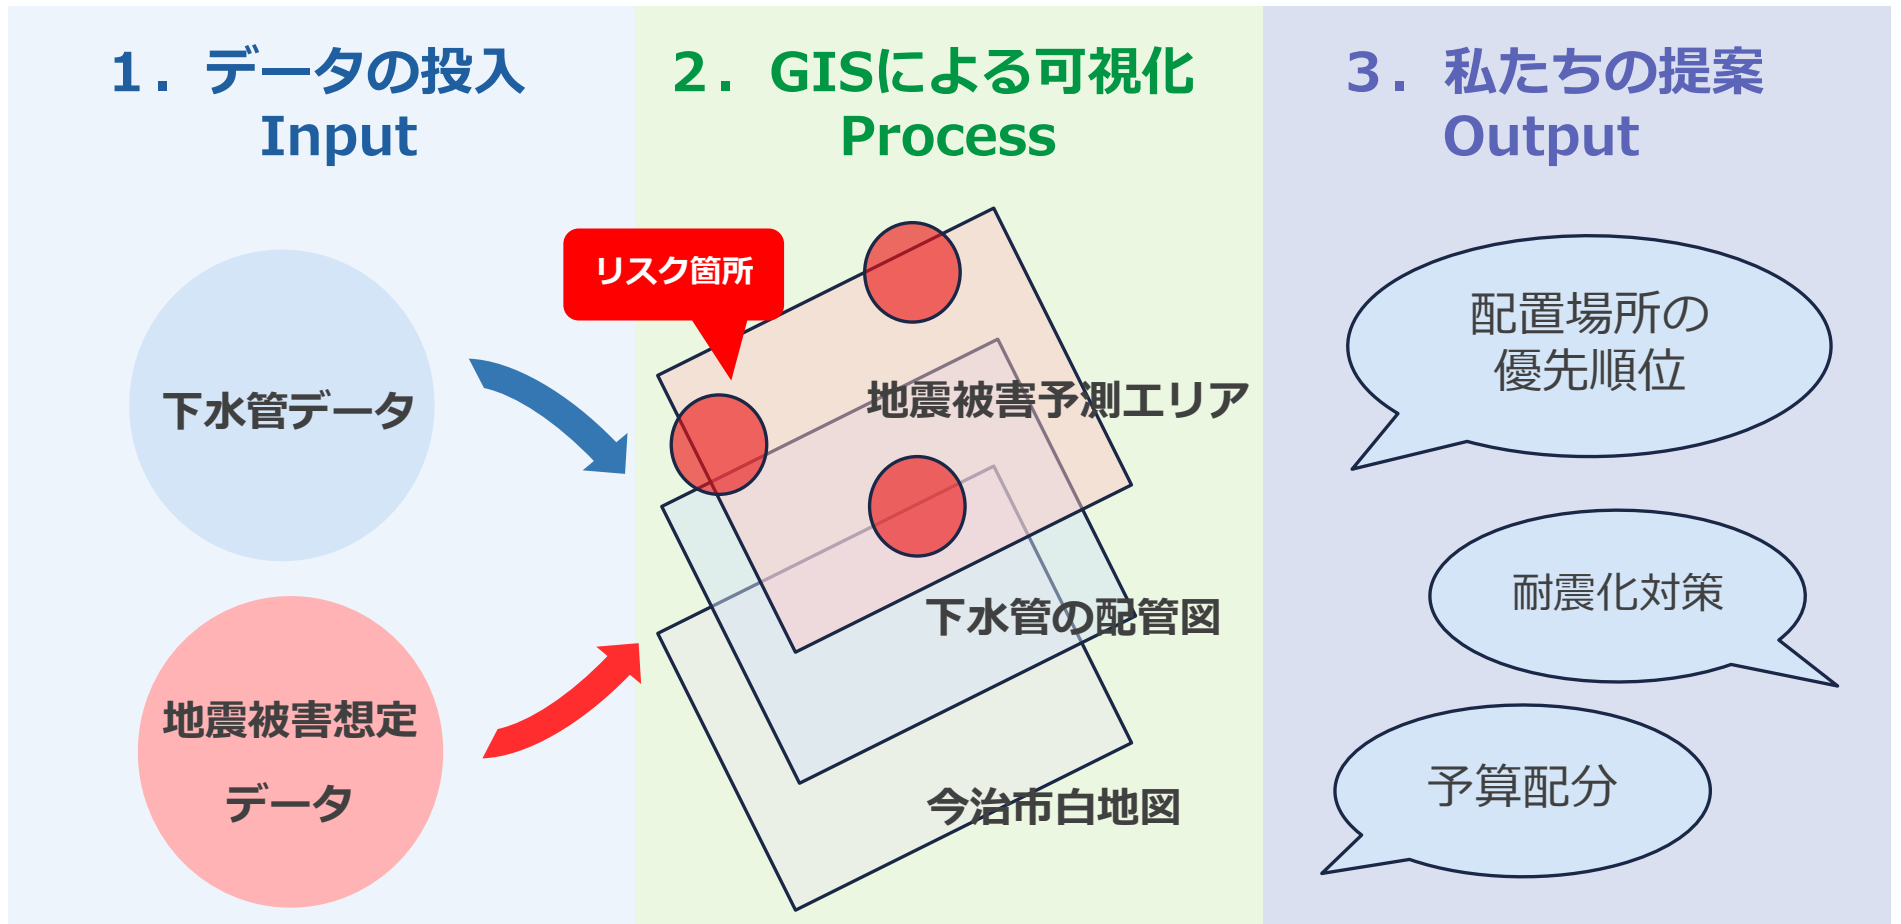 １．データの投入
Input
下水管データ
地震被害想定
データ
２．GISによる可視化
Process
リスク箇所
地震被害予測エリア
下水管の配管図
今治市白地図
３．私たちの提案
Output
配置場所の
優先順位
耐震化対策
予算配分